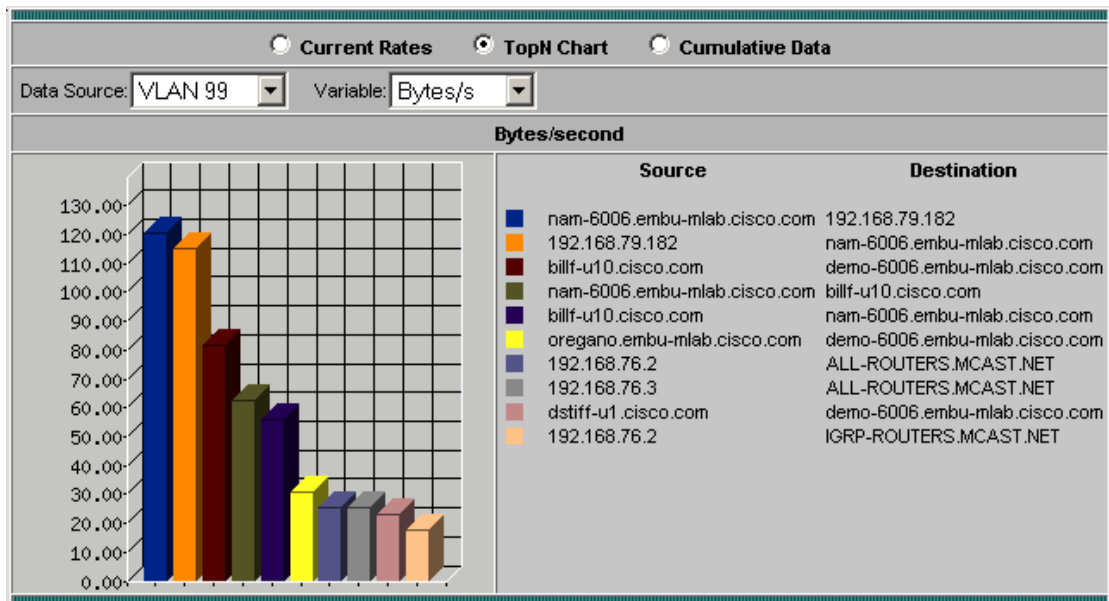 Current Rates TopN Chart Cumulative Data
Data Source: VLAN 99 Variable: Bytes/s
Bytes/second
130.00
120.00
110.00
100.00
90.00
80.00
70.00
60.00
50.00
40.00
30.00
20.00
10.00
0.00
Source Destination
nam-6006.embu-mlab.cisco.com 192.168.79.182
192.168.79.182 nam-6006.embu-mlab.cisco.com
billf-u10.cisco.com demo-6006.embu-mlab.cisco.com
nam-6006.embu-mlab.cisco.com billf-u10.cisco.com
billf-u10.cisco.com nam-6006.embu-mlab.cisco.com
oregano.embu-mlab.cisco.com demo-6006.embu-mlab.cisco.com
192.168.76.2 ALL-ROUTERS.MCAST.NET
192.168.76.3 ALL-ROUTERS.MCAST.NET
dstiff-u1.cisco.com demo-6006.embu-mlab.cisco.com
192.168.76.2 IGRP-ROUTERS.MCAST.NET